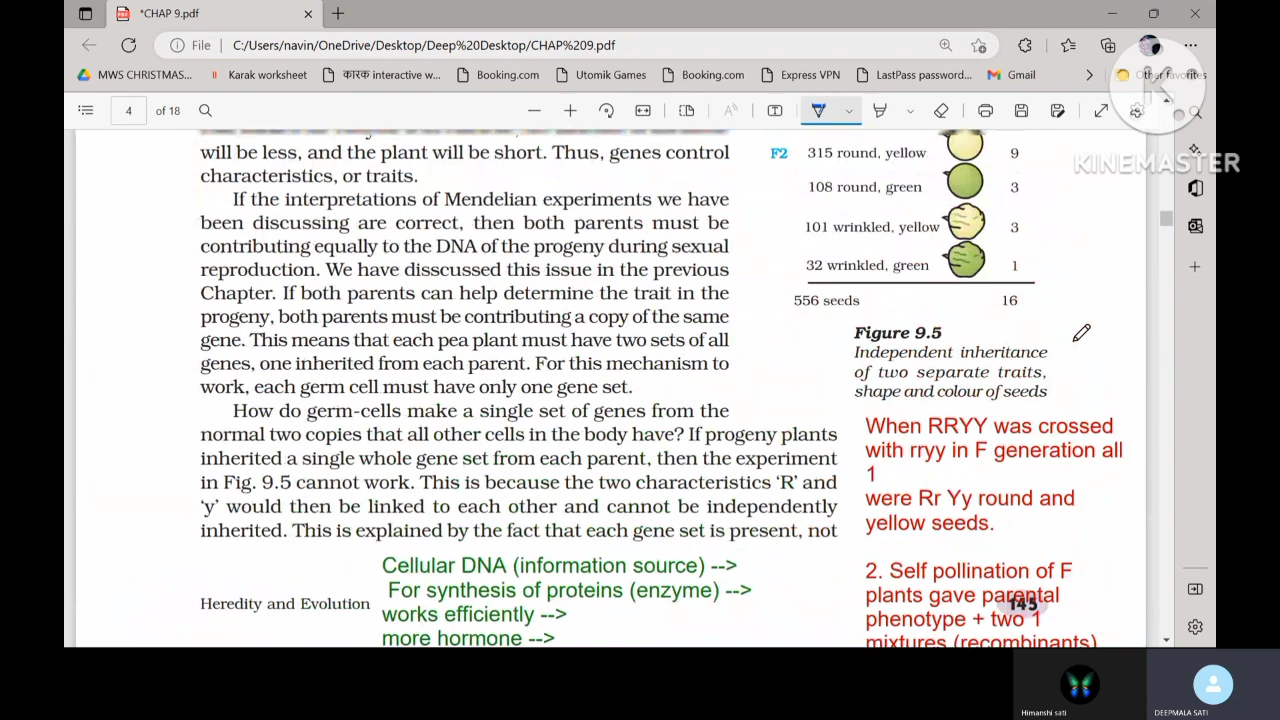 *CHAP 9.pdf
File
C:/Users/navin/OneDrive/Desktop/Deep%20Desktop/CHAP%209.pdf
MWS CHRISTMAS...
Karak worksheet
कारक interactive w...
Booking.com
Utomik Games
Booking.com
Express VPN
LastPass password...
Gmail
Other favorites
4 of 18
K
KINEMASTER
will be less, and the plant will be short. Thus, genes control
characteristics, or traits.
If the interpretations of Mendelian experiments we have
been discussing are correct, then both parents must be
contributing equally to the DNA of the progeny during sexual
reproduction. We have disscussed this issue in the previous
Chapter. If both parents can help determine the trait in the
progeny, both parents must be contributing a copy of the same
gene. This means that each pea plant must have two sets of all
genes, one inherited from each parent. For this mechanism to
work, each germ cell must have only one gene set.
How do germ-cells make a single set of genes from the
normal two copies that all other cells in the body have? If progeny plants
inherited a single whole gene set from each parent, then the experiment
in Fig. 9.5 cannot work. This is because the two characteristics ‘R’ and
‘y’ would then be linked to each other and cannot be independently
inherited. This is explained by the fact that each gene set is present, not
F2 315 round, yellow 9
108 round, green 3
101 wrinkled, yellow 3
32 wrinkled, green 1
556 seeds 16
Figure 9.5
Independent inheritance
of two separate traits,
shape and colour of seeds
When RRYY was crossed
with rryy in F generation all
1
were Rr Yy round and
yellow seeds.
2. Self pollination of F
plants gave parental
phenotype + two 1
mixtures (recombinants)
Cellular DNA (information source) -->
For synthesis of proteins (enzyme) -->
works efficiently -->
more hormone -->
Heredity and Evolution
145
Himanshi sati
DEEPMALA SATI